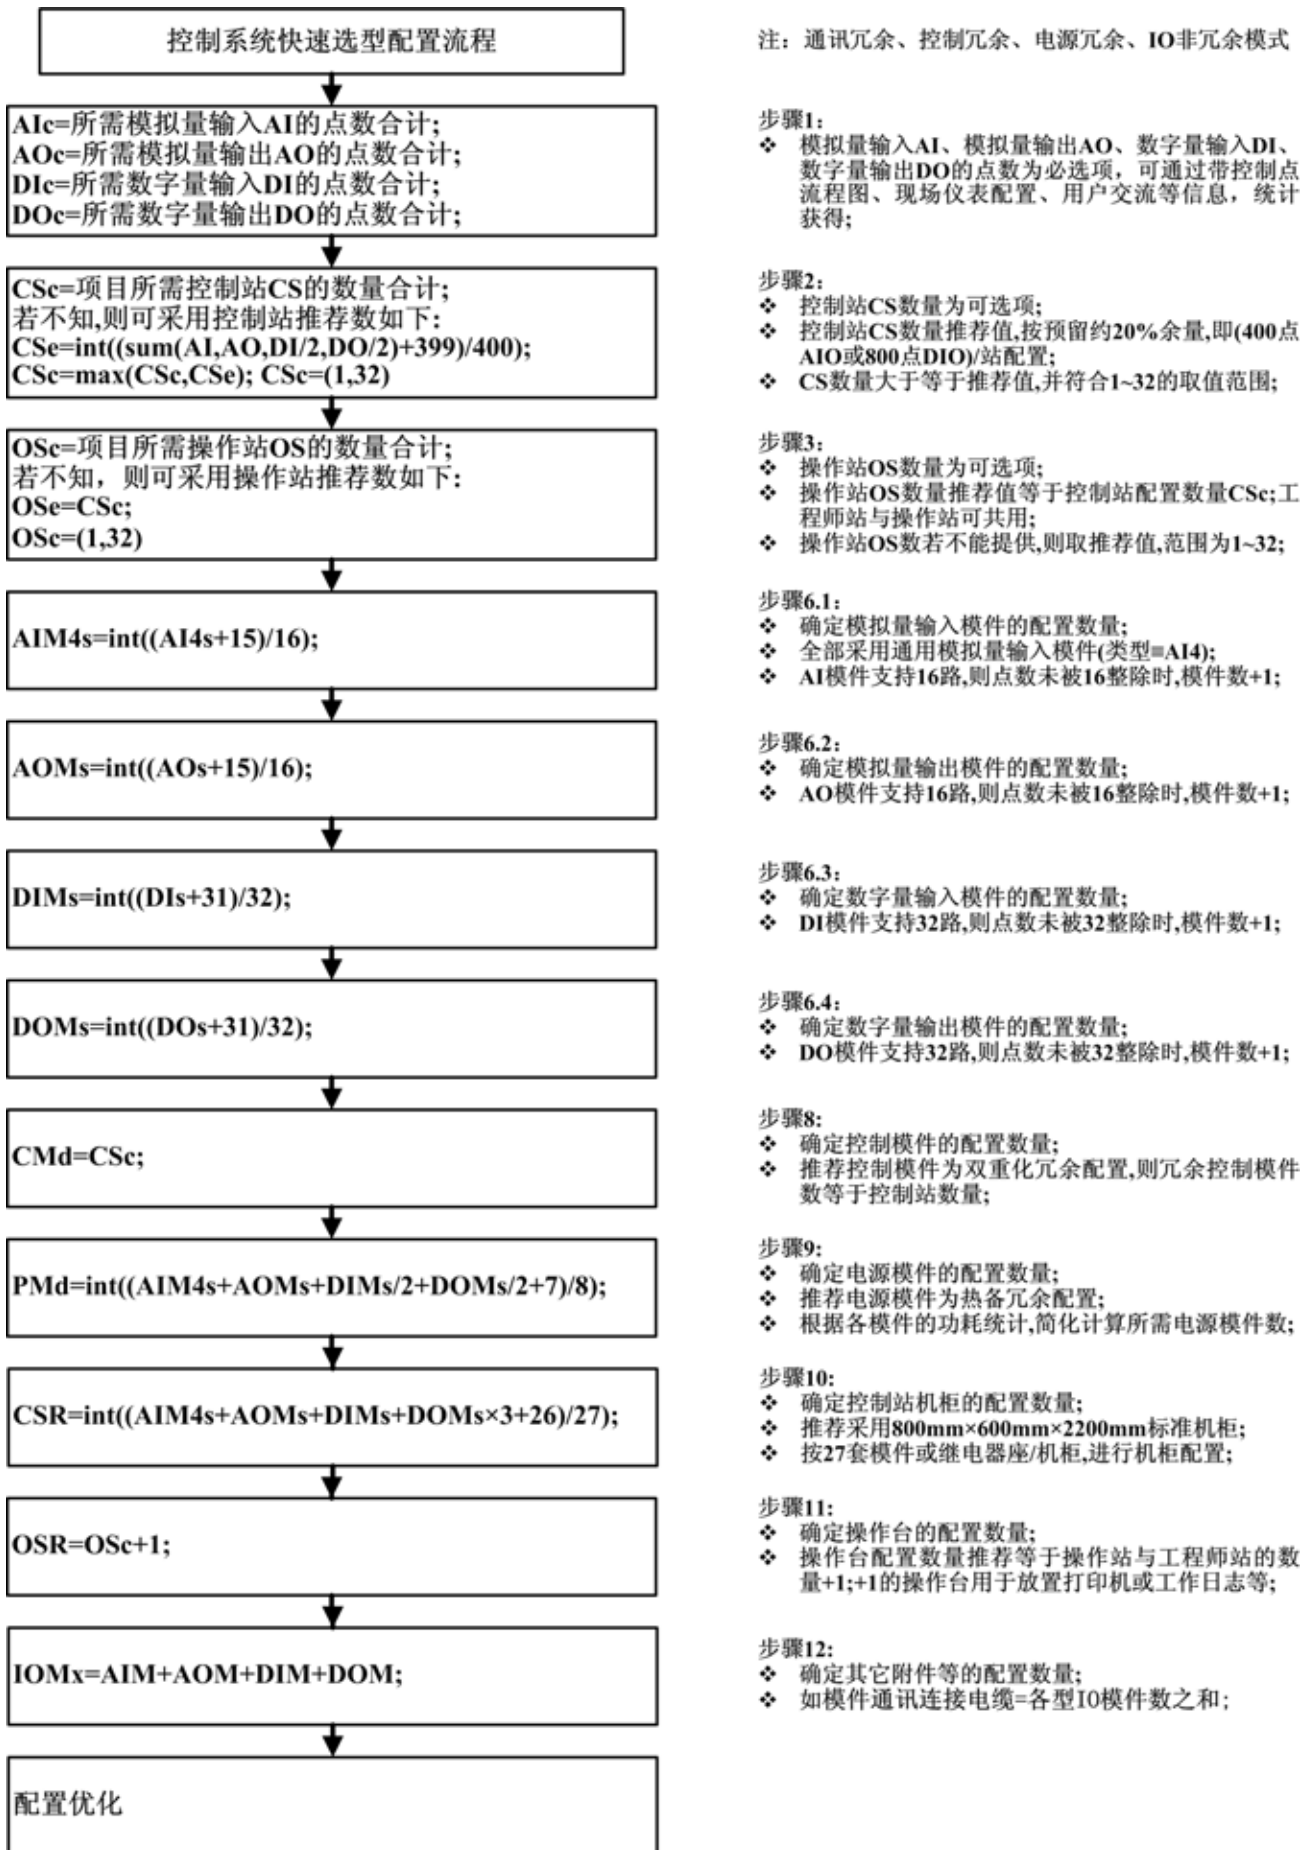 控制系统快速选型配置流程
注：通讯冗余、控制冗余、电源冗余、IO非冗余模式
AIc=所需模拟量输入AI的点数合计;
AOc=所需模拟量输出AO的点数合计;
DIc=所需数字量输入DI的点数合计;
DOc=所需数字量输出DO的点数合计;
步骤1:
❖ 模拟量输入AI、模拟量输出AO、数字量输入DI、
数字量输出DO的点数为必选项，可通过带控制点
流程图、现场仪表配置、用户交流等信息，统计
获得;
CSc=项目所需控制站CS的数量合计;
若不知,则可采用控制站推荐数如下:
CSe=int((sum(AI,AO,DI/2,DO/2)+399)/400);
CSc=max(CSc,CSe); CSc=(1,32)
步骤2:
❖ 控制站CS数量为可选项;
❖ 控制站CS数量推荐值,按预留约20%余量,即(400点
AIO或800点DIO)/站配置;
❖ CS数量大于等于推荐值,并符合1~32的取值范围;
OSc=项目所需操作站OS的数量合计;
若不知，则可采用操作站推荐数如下:
OSe=CSc;
OSc=(1,32)
步骤3:
❖ 操作站OS数量为可选项;
❖ 操作站OS数量推荐值等于控制站配置数量CSc;工
程师站与操作站可共用;
❖ 操作站OS数若不能提供,则取推荐值,范围为1~32;
AIM4s=int((AI4s+15)/16);
步骤6.1:
❖ 确定模拟量输入模件的配置数量;
❖ 全部采用通用模拟量输入模件(类型≡AI4);
❖ AI模件支持16路,则点数未被16整除时,模件数+1;
AOMs=int((AOs+15)/16);
步骤6.2:
❖ 确定模拟量输出模件的配置数量;
❖ AO模件支持16路,则点数未被16整除时,模件数+1;
DIMs=int((DIs+31)/32);
步骤6.3:
❖ 确定数字量输入模件的配置数量;
❖ DI模件支持32路,则点数未被32整除时,模件数+1;
DOMs=int((DOs+31)/32);
步骤6.4:
❖ 确定数字量输出模件的配置数量;
❖ DO模件支持32路,则点数未被32整除时,模件数+1;
CMd=CSc;
步骤8:
❖ 确定控制模件的配置数量;
❖ 推荐控制模件为双重化冗余配置,则冗余控制模件
数等于控制站数量;
PMd=int((AIM4s+AOMs+DIMs/2+DOMs/2+7)/8);
步骤9:
❖ 确定电源模件的配置数量;
❖ 推荐电源模件为热备冗余配置;
❖ 根据各模件的功耗统计,简化计算所需电源模件数;
CSR=int((AIM4s+AOMs+DIMs+DOMs×3+26)/27);
步骤10:
❖ 确定控制站机柜的配置数量;
❖ 推荐采用800mm×600mm×2200mm标准机柜;
❖ 按27套模件或继电器座/机柜,进行机柜配置;
OSR=OSc+1;
步骤11:
❖ 确定操作台的配置数量;
❖ 操作台配置数量推荐等于操作站与工程师站的数
量+1;+1的操作台用于放置打印机或工作日志等;
IOMx=AIM+AOM+DIM+DOM;
步骤12:
❖ 确定其它附件等的配置数量;
❖ 如模件通讯连接电缆=各型IO模件数之和;
配置优化